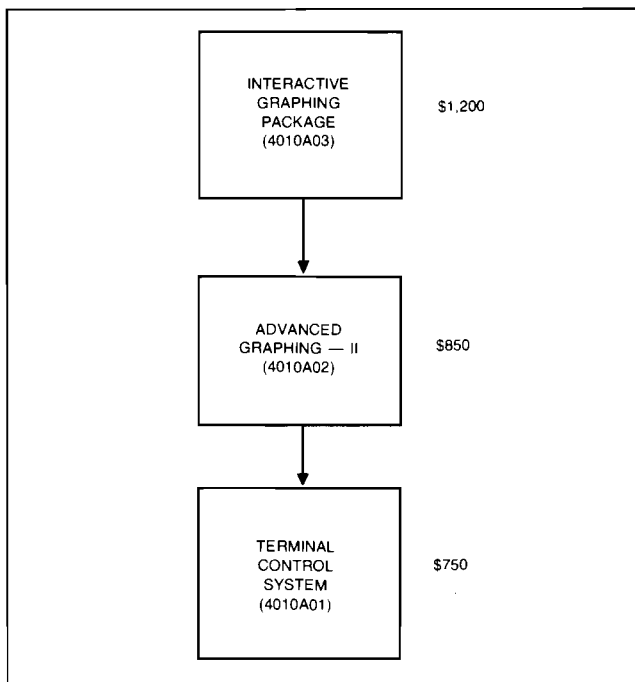 INTERACTIVE
GRAPHING
PACKAGE
(4010A03)
$1,200
ADVANCED
GRAPHING — II
(4010A02)
$850
TERMINAL
CONTROL
SYSTEM
(4010A01)
$750